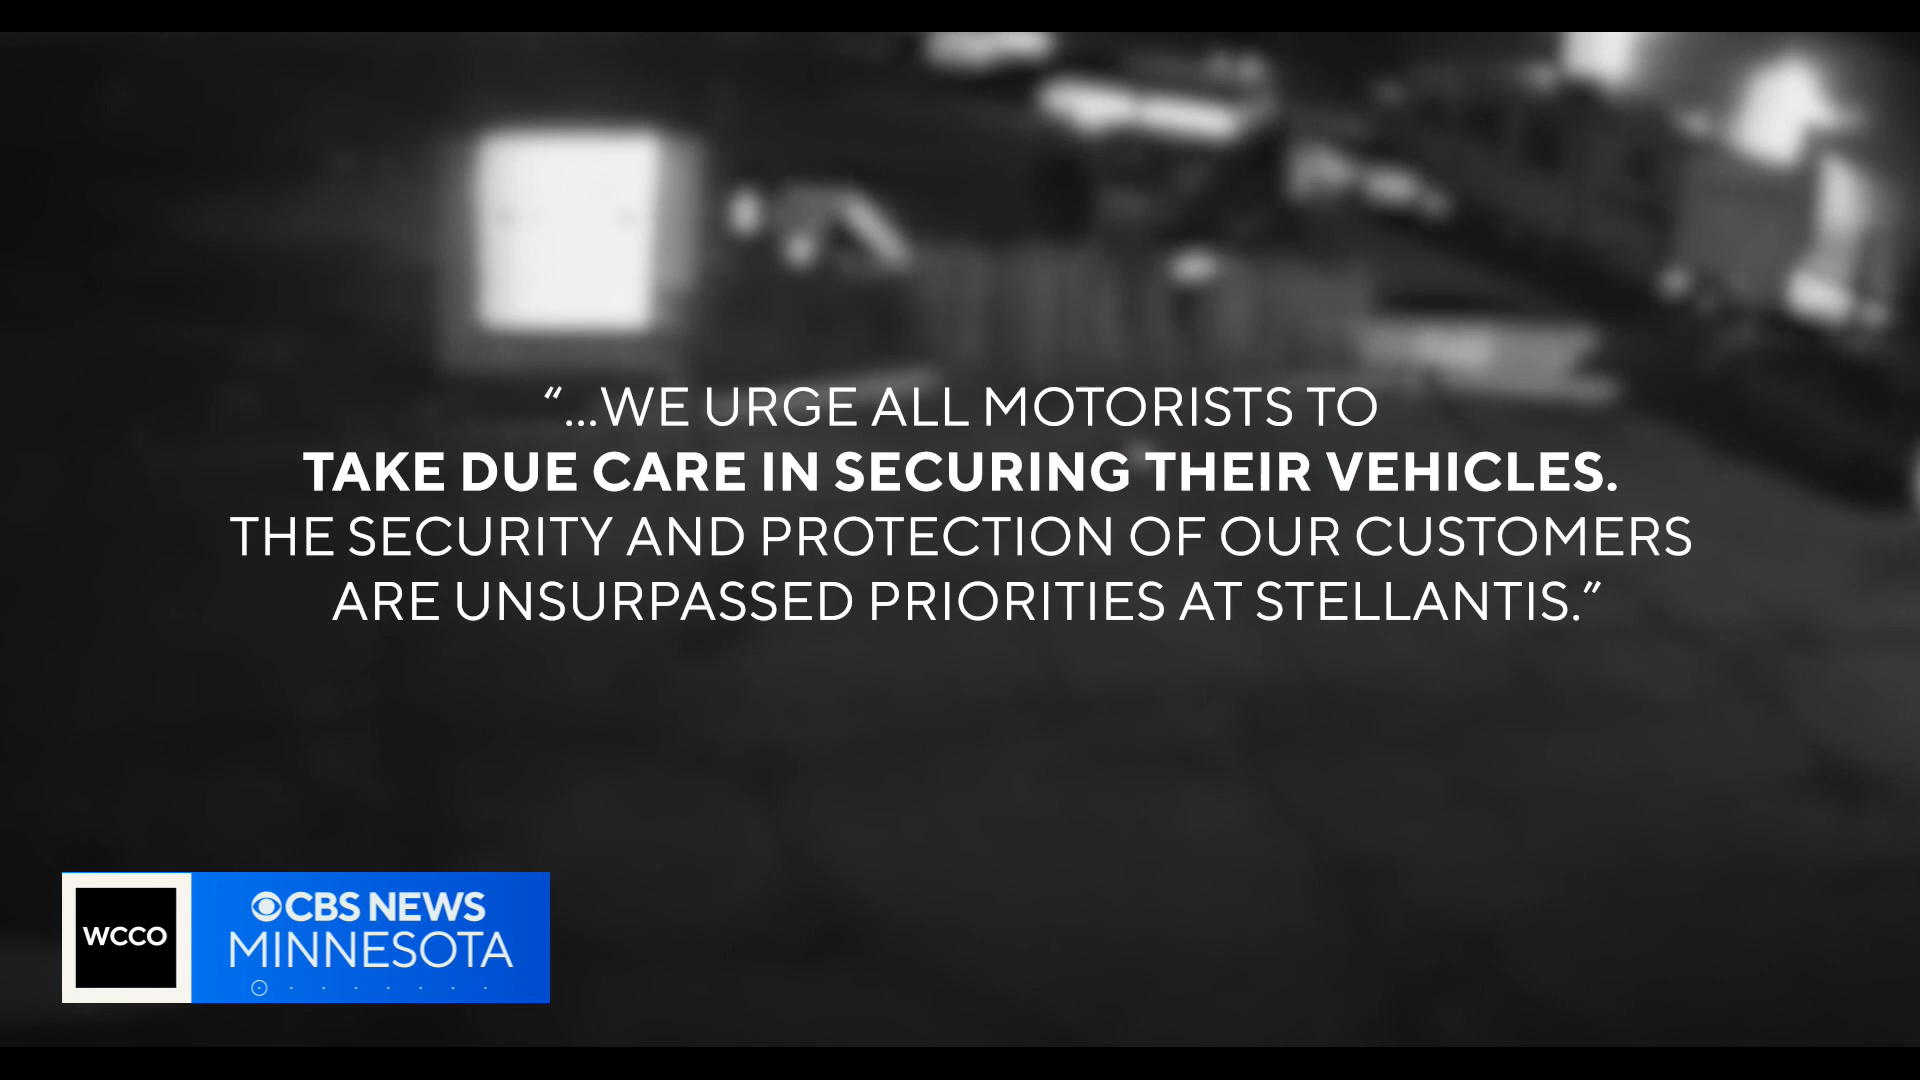 “...WE URGE ALL MOTORISTS TO
TAKE DUE CARE IN SECURING THEIR VEHICLES.
THE SECURITY AND PROTECTION OF OUR CUSTOMERS
ARE UNSURPASSED PRIORITIES AT STELLANTIS.”
WCCO
CBS NEWS
MINNESOTA